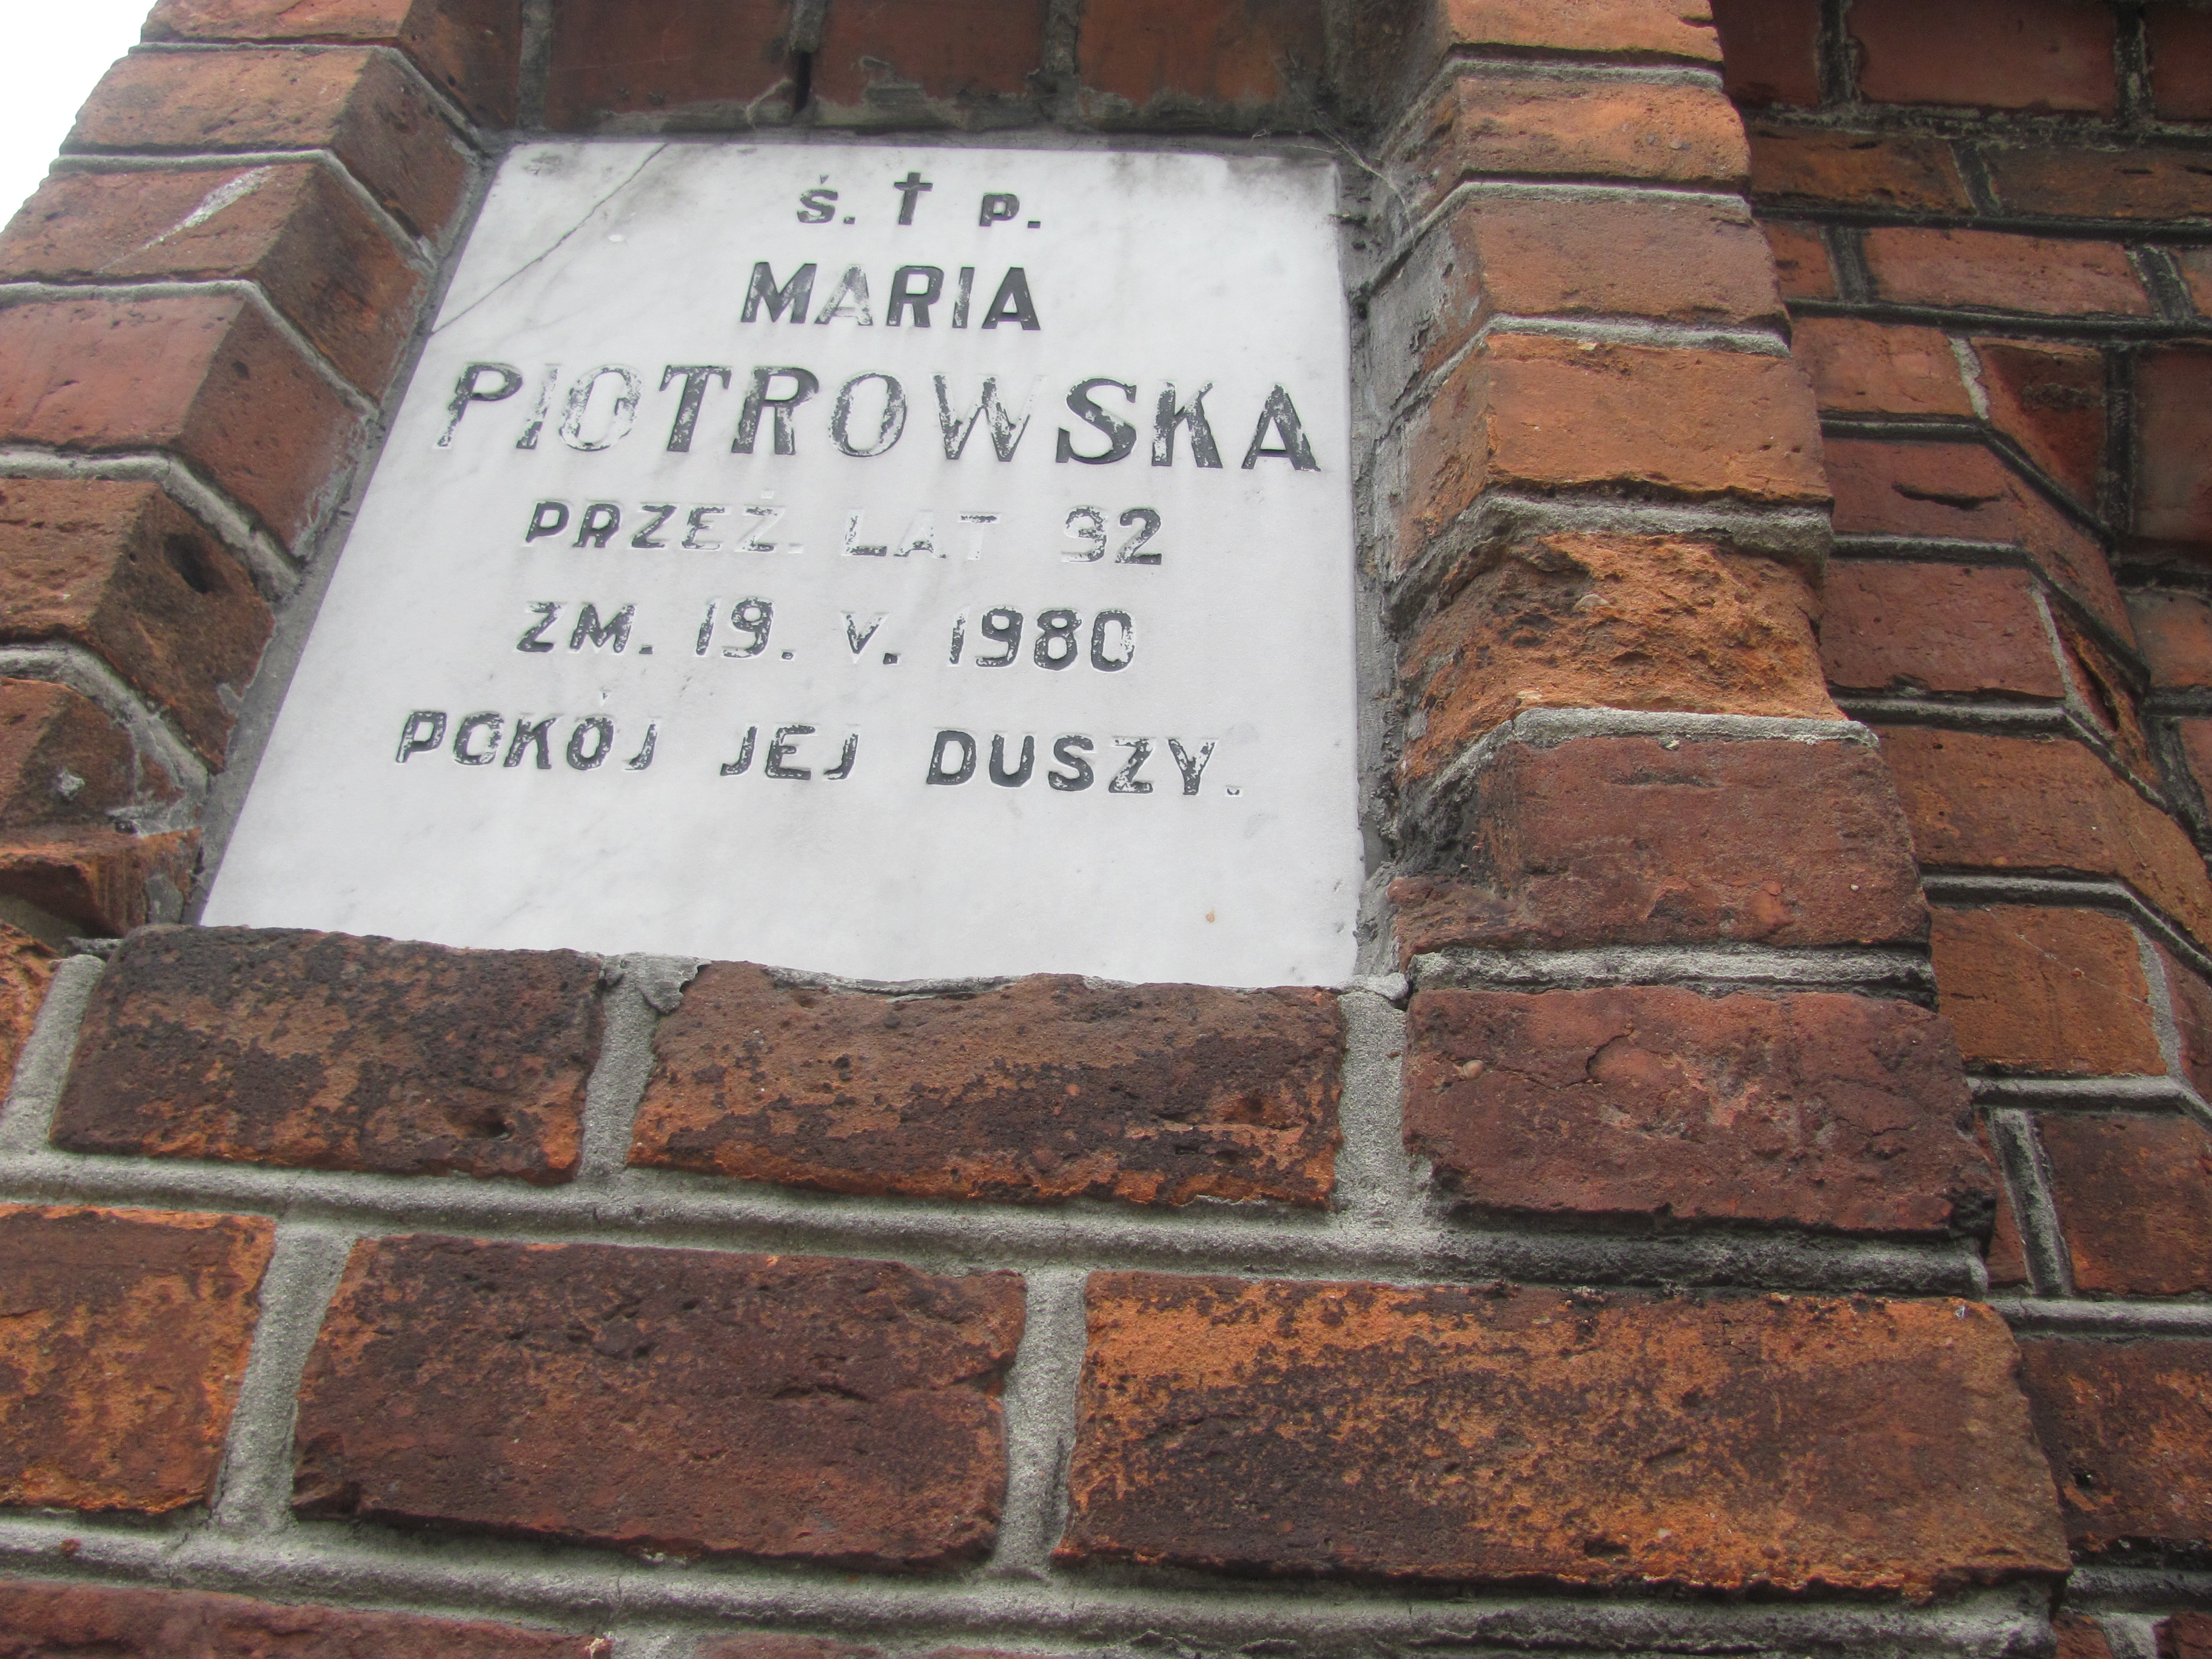 Ś. † P.
MARIA
PIOTROWSKA
PRZEŻ. LAT 92
ZM. 19. V. 1980
POKÓJ JEJ DUSZY.